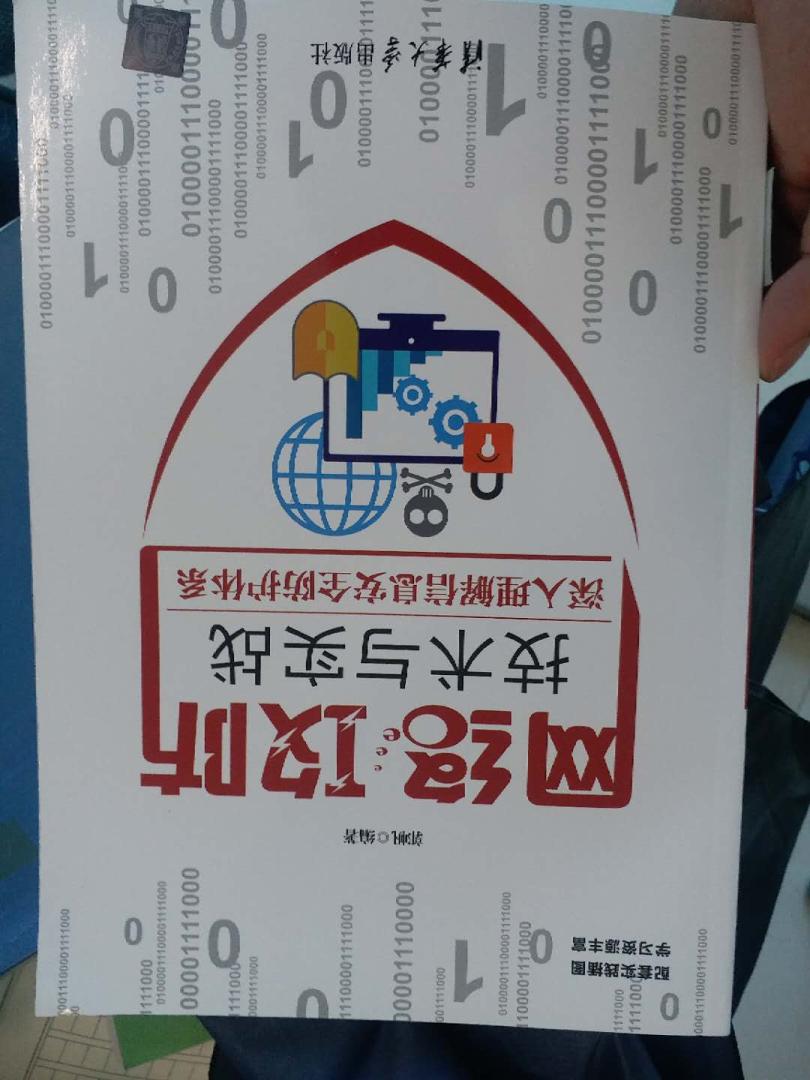 配套实践插图
学习资源丰富
郭帆◎编著
网络攻防
技术与实战
深入理解信息安全防护体系
清华大学出版社